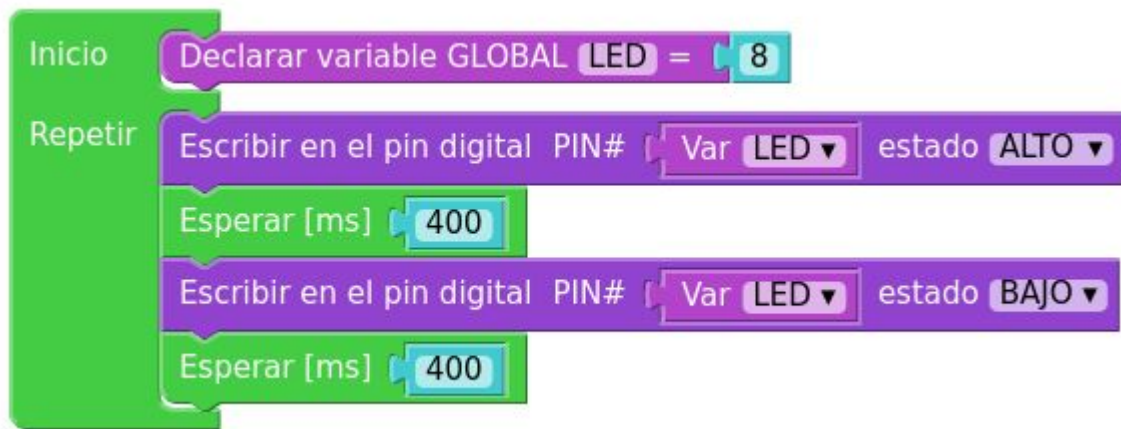 Inicio Declarar variable GLOBAL LED = 8
Repetir Escribir en el pin digital PIN# Var LED ▾ estado ALTO ▾
Esperar [ms] 400
Escribir en el pin digital PIN# Var LED ▾ estado BAJO ▾
Esperar [ms] 400